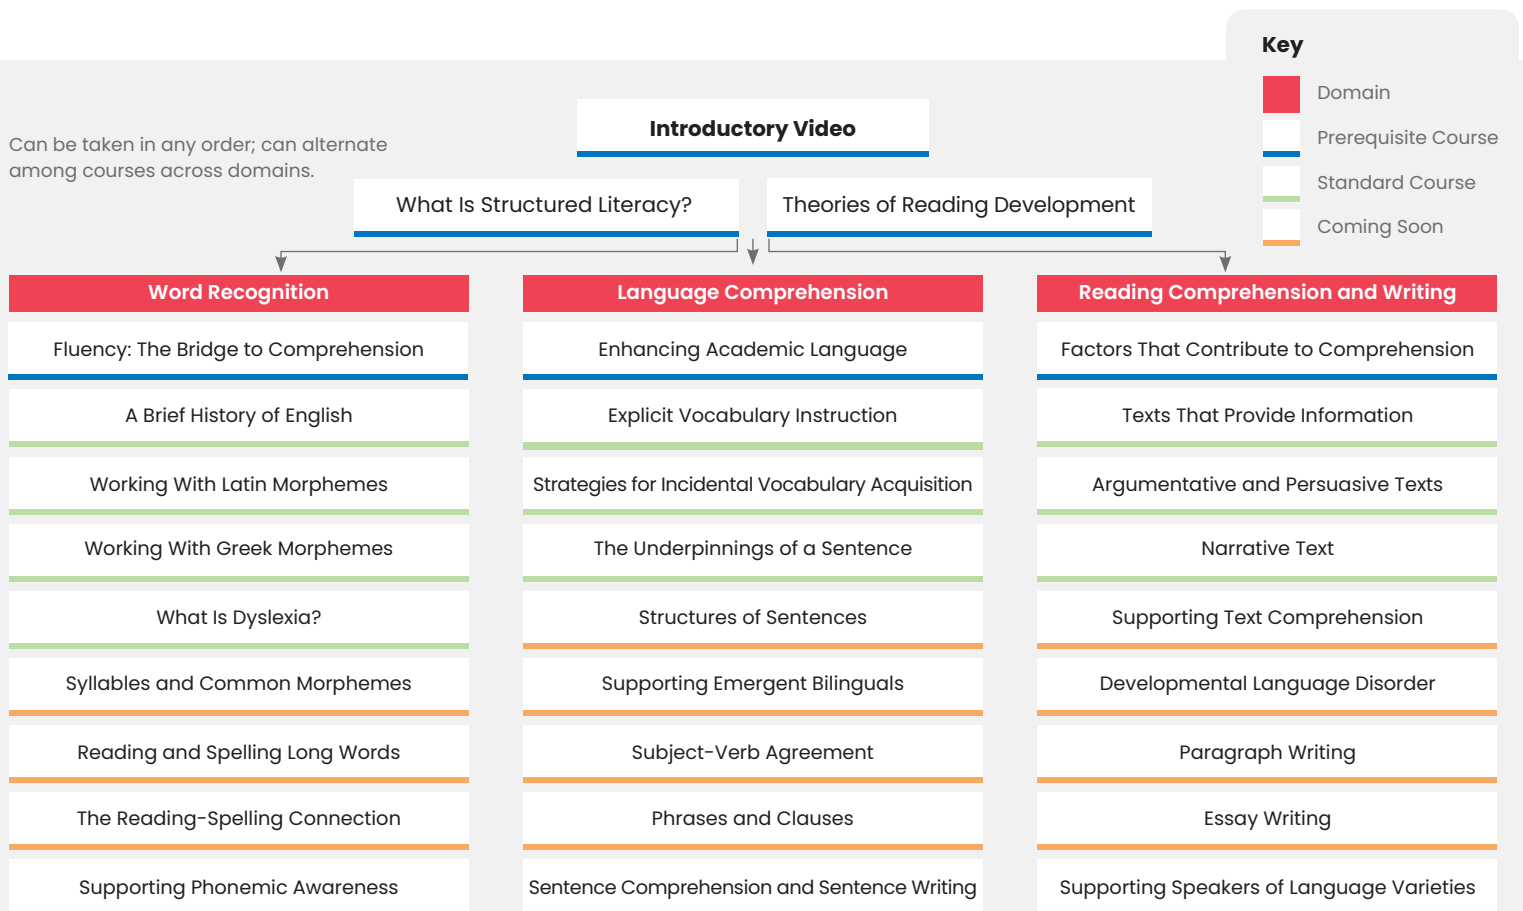 Key
Domain
Prerequisite Course
Standard Course
Coming Soon
Can be taken in any order; can alternate
among courses across domains.
Introductory Video
What Is Structured Literacy?
Theories of Reading Development
Word Recognition
Fluency: The Bridge to Comprehension
A Brief History of English
Working With Latin Morphemes
Working With Greek Morphemes
What Is Dyslexia?
Syllables and Common Morphemes
Reading and Spelling Long Words
The Reading-Spelling Connection
Supporting Phonemic Awareness
Language Comprehension
Enhancing Academic Language
Explicit Vocabulary Instruction
Strategies for Incidental Vocabulary Acquisition
The Underpinnings of a Sentence
Structures of Sentences
Supporting Emergent Bilinguals
Subject-Verb Agreement
Phrases and Clauses
Sentence Comprehension and Sentence Writing
Reading Comprehension and Writing
Factors That Contribute to Comprehension
Texts That Provide Information
Argumentative and Persuasive Texts
Narrative Text
Supporting Text Comprehension
Developmental Language Disorder
Paragraph Writing
Essay Writing
Supporting Speakers of Language Varieties